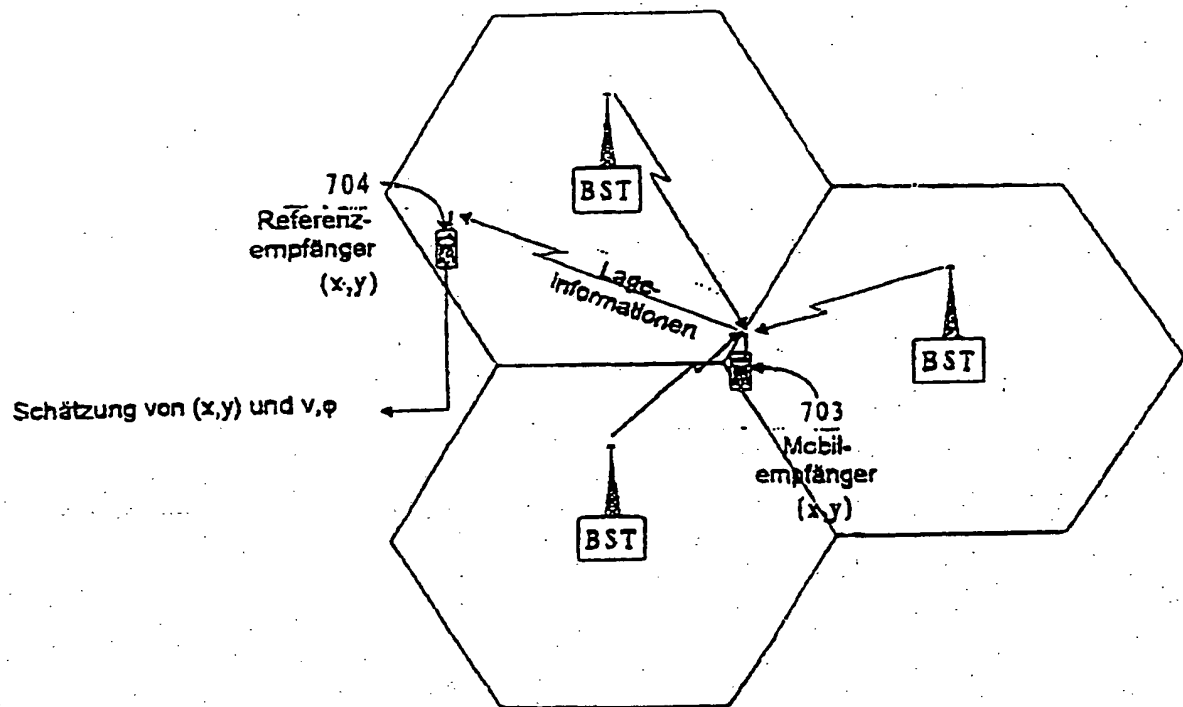 BST
704
Referenz-
empfänger
(x,y)
Lage-
informationen
BST
Schätzung von (x,y) und v,φ
703
Mobil-
empfänger
(x,y)
BST